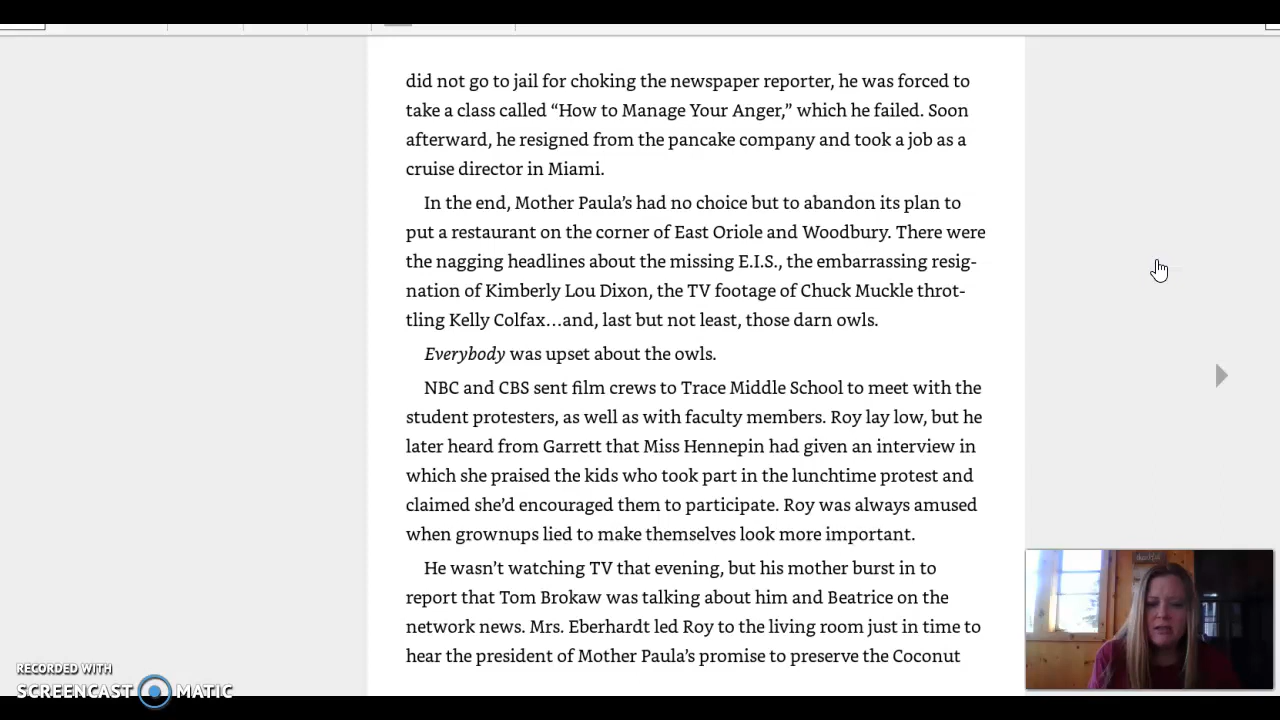 did not go to jail for choking the newspaper reporter, he was forced to
take a class called “How to Manage Your Anger,” which he failed. Soon
afterward, he resigned from the pancake company and took a job as a
cruise director in Miami.
In the end, Mother Paula’s had no choice but to abandon its plan to
put a restaurant on the corner of East Oriole and Woodbury. There were
the nagging headlines about the missing E.I.S., the embarrassing resig-
nation of Kimberly Lou Dixon, the TV footage of Chuck Muckle throt-
tling Kelly Colfax…and, last but not least, those darn owls.
Everybody was upset about the owls.
NBC and CBS sent film crews to Trace Middle School to meet with the
student protesters, as well as with faculty members. Roy lay low, but he
later heard from Garrett that Miss Hennepin had given an interview in
which she praised the kids who took part in the lunchtime protest and
claimed she’d encouraged them to participate. Roy was always amused
when grownups lied to make themselves look more important.
He wasn’t watching TV that evening, but his mother burst in to
report that Tom Brokaw was talking about him and Beatrice on the
network news. Mrs. Eberhardt led Roy to the living room just in time to
hear the president of Mother Paula’s promise to preserve the Coconut
RECORDED WITH
SCREENCAST MATIC